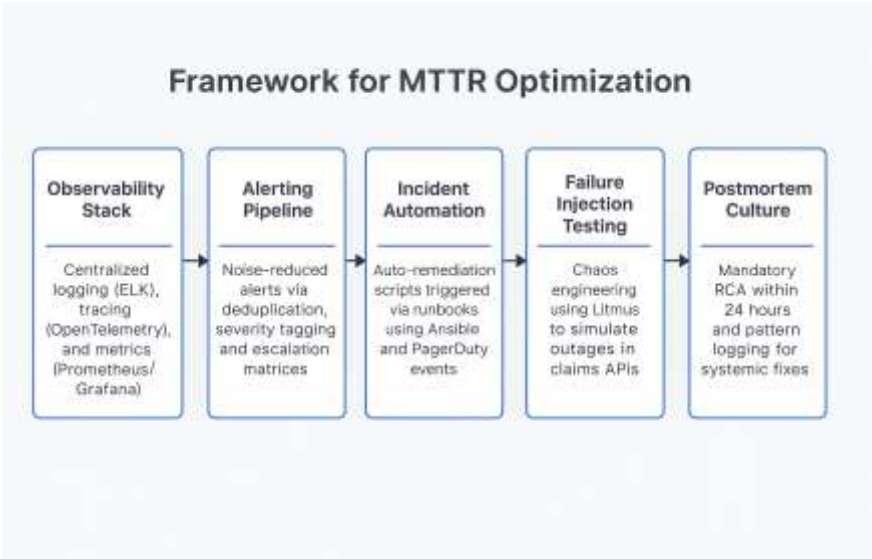 Framework for MTTR Optimization
Observability
Stack
Centralized
logging (ELK),
tracing
(OpenTelemetry),
and metrics
(Prometheus/
Grafana)
Alerting
Pipeline
Noise-reduced
alerts via
deduplication,
severity tagging
and escalation
matrices
Incident
Automation
Auto-remediation
scripts triggered
via runbooks
using Ansible
and PagerDuty
events
Failure
Injection
Testing
Chaos
engineering
using Litmus
to simulate
outages in
claims APIs
Postmortem
Culture
Mandatory
RCA within
24 hours
and pattern
logging for
systemic fixes